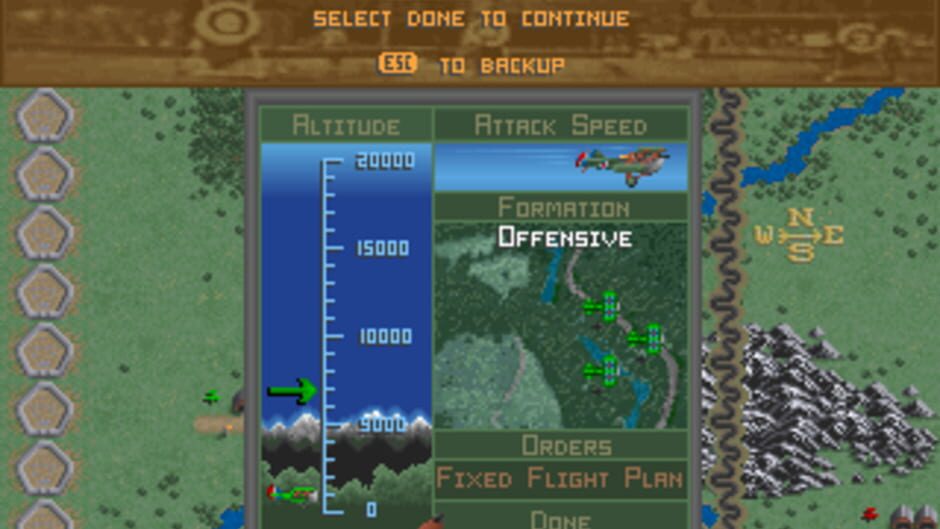 SELECT DONE TO CONTINUE
ESC TO BACKUP
ALTITUDE
ATTACK SPEED
20000
FORMATION
OFFENSIVE
N
W E
S
15000
10000
5000
ORDERS
FIXED FLIGHT PLAN
0
DONE